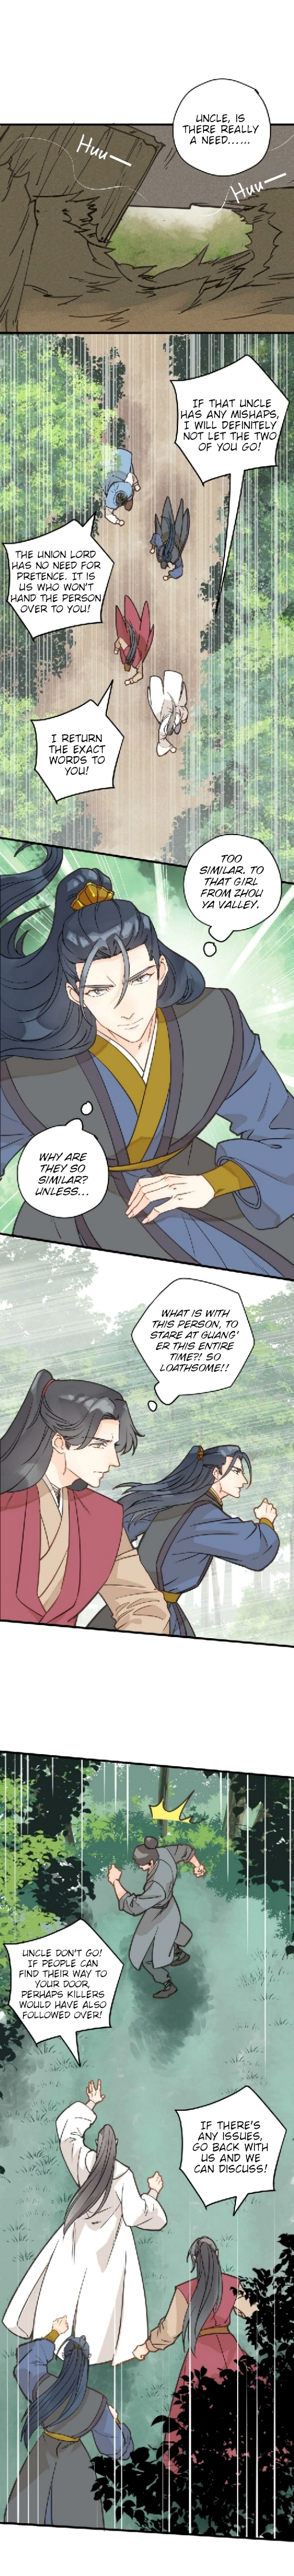 UNCLE, IS
THERE REALLY
A NEED......
Huu—
Huu—
IF THAT UNCLE
HAS ANY MISHAPS,
I WILL DEFINITELY
NOT LET THE TWO
OF YOU GO!
THE UNION LORD
HAS NO NEED FOR
PRETENCE. IT IS
US WHO WON'T
HAND THE PERSON
OVER TO YOU!
I RETURN
THE EXACT
WORDS TO
YOU!
TOO
SIMILAR. TO
THAT GIRL
FROM ZHOU
YA VALLEY.
WHY ARE
THEY SO
SIMILAR?
UNLESS...
WHAT IS WITH
THIS PERSON, TO
STARE AT GUANG'
ER THIS ENTIRE
TIME?! SO
LOATHSOME!!
UNCLE DON'T GO!
IF PEOPLE CAN
FIND THEIR WAY TO
YOUR DOOR,
PERHAPS KILLERS
WOULD HAVE ALSO
FOLLOWED OVER!
IF THERE'S
ANY ISSUES,
GO BACK WITH
US AND WE
CAN DISCUSS!